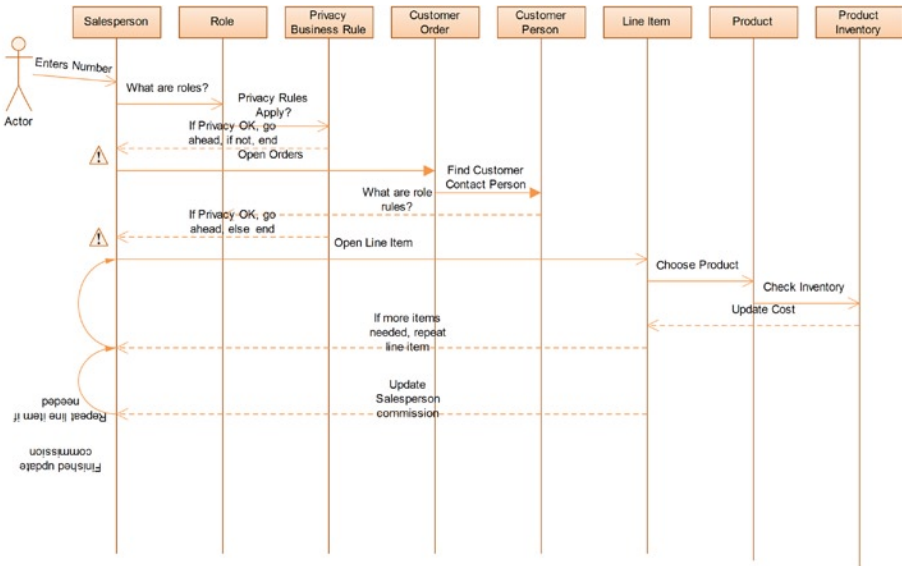 Salesperson
Role
Privacy
Business Rule
Customer
Order
Customer
Person
Line Item
Product
Product
Inventory
Enters Number
Actor
What are roles?
Privacy Rules
Apply?
If Privacy OK, go
ahead, if not, end
Open Orders
Find Customer
Contact Person
What are role
rules?
If Privacy OK, go
ahead, else end
Open Line Item
Choose Product
Check Inventory
Update Cost
If more items
needed, repeat
line item
Update
Salesperson
commission
Repeat line item if
needed
Finished update
commission